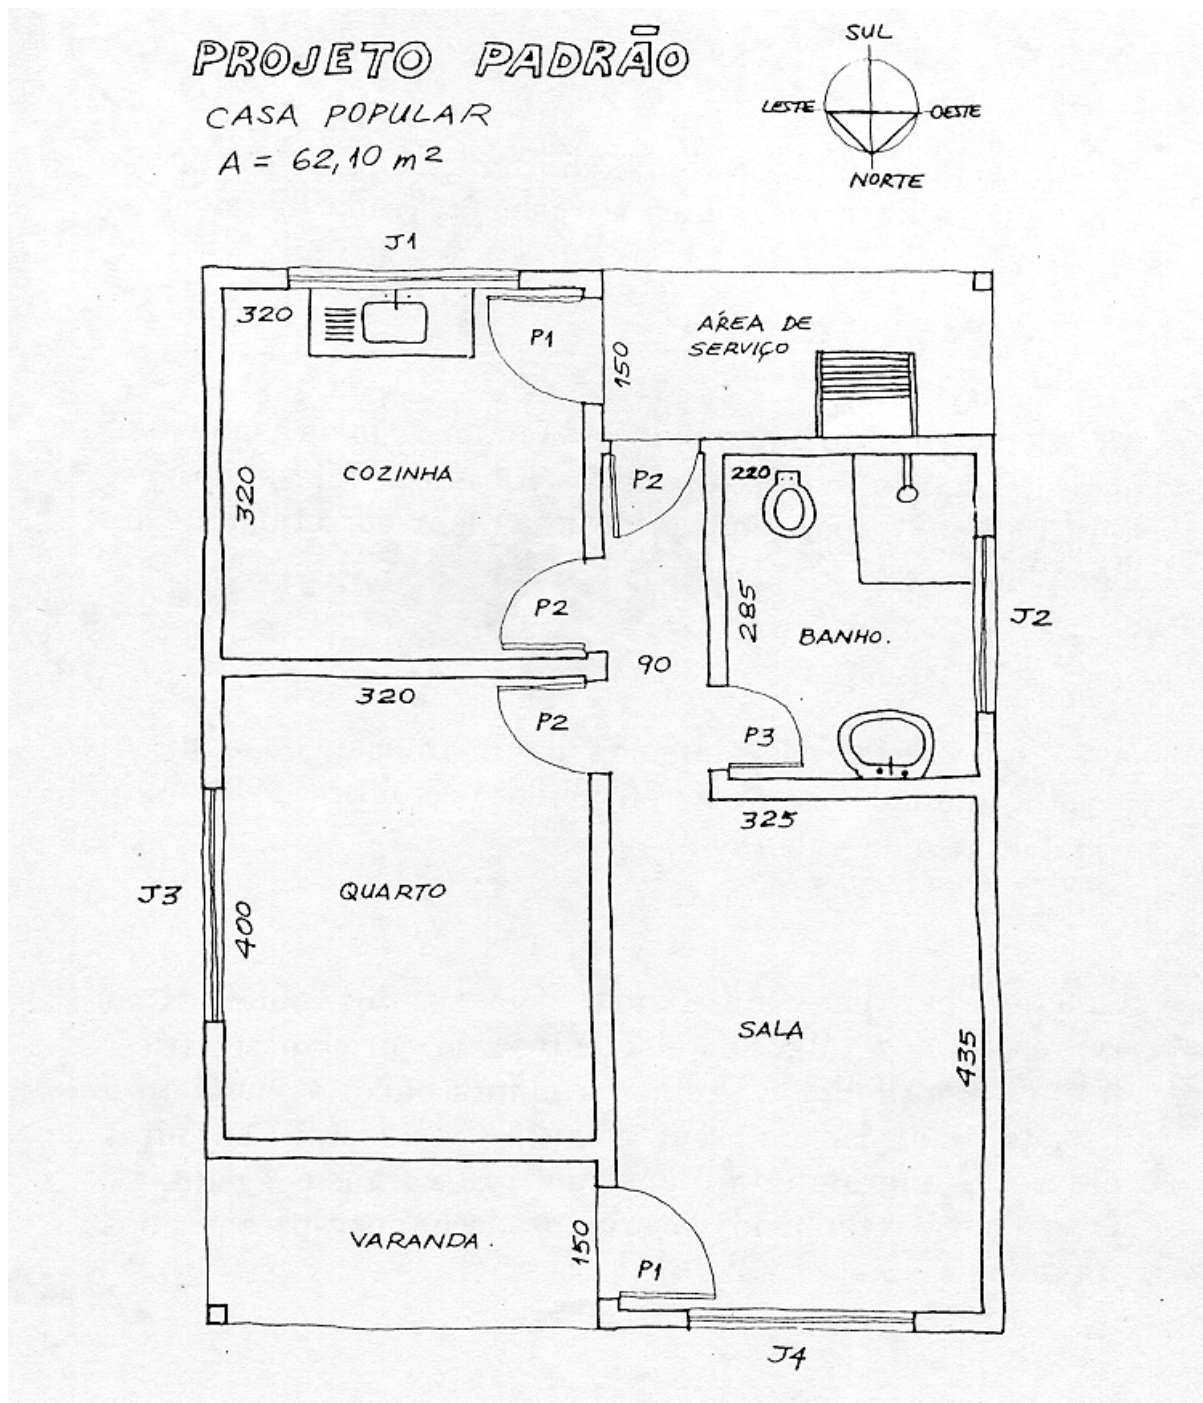 PROJETO PADRÃO
CASA POPULAR
A = 62,10 m²
SUL
LESTE
OESTE
NORTE
J1
320
P1
150
ÁREA DE
SERVIÇO
320
COZINHA
P2
220
P2
285
BANHO.
J2
90
320
P2
P3
325
J3
400
QUARTO
SALA
435
VARANDA.
150
P1
J4